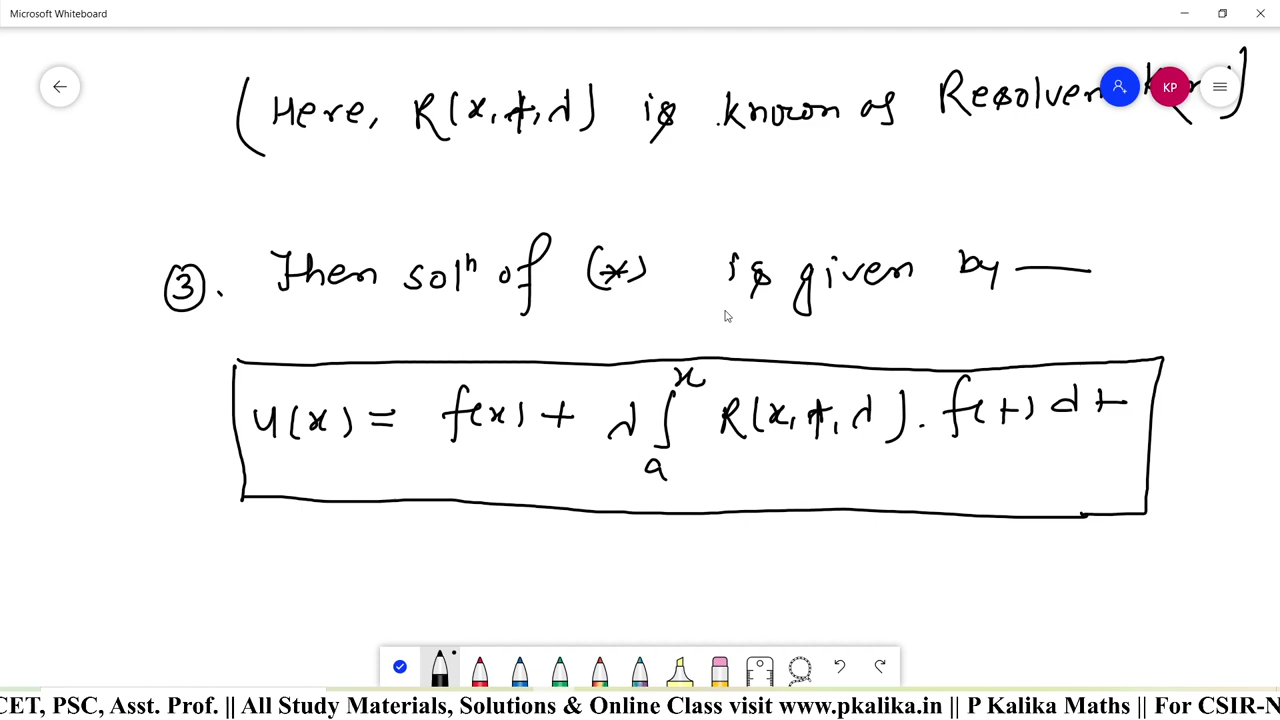 Microsoft Whiteboard
(Here, R(x,t,λ) is known as Resolvent
KP
③. Then solⁿ of (*) is given by —
u(x) = f(x) + λ ∫ₐˣ R(x,t,λ). f(t) dt
CET, PSC, Asst. Prof. || All Study Materials, Solutions & Online Class visit www.pkalika.in || P Kalika Maths || For CSIR-N